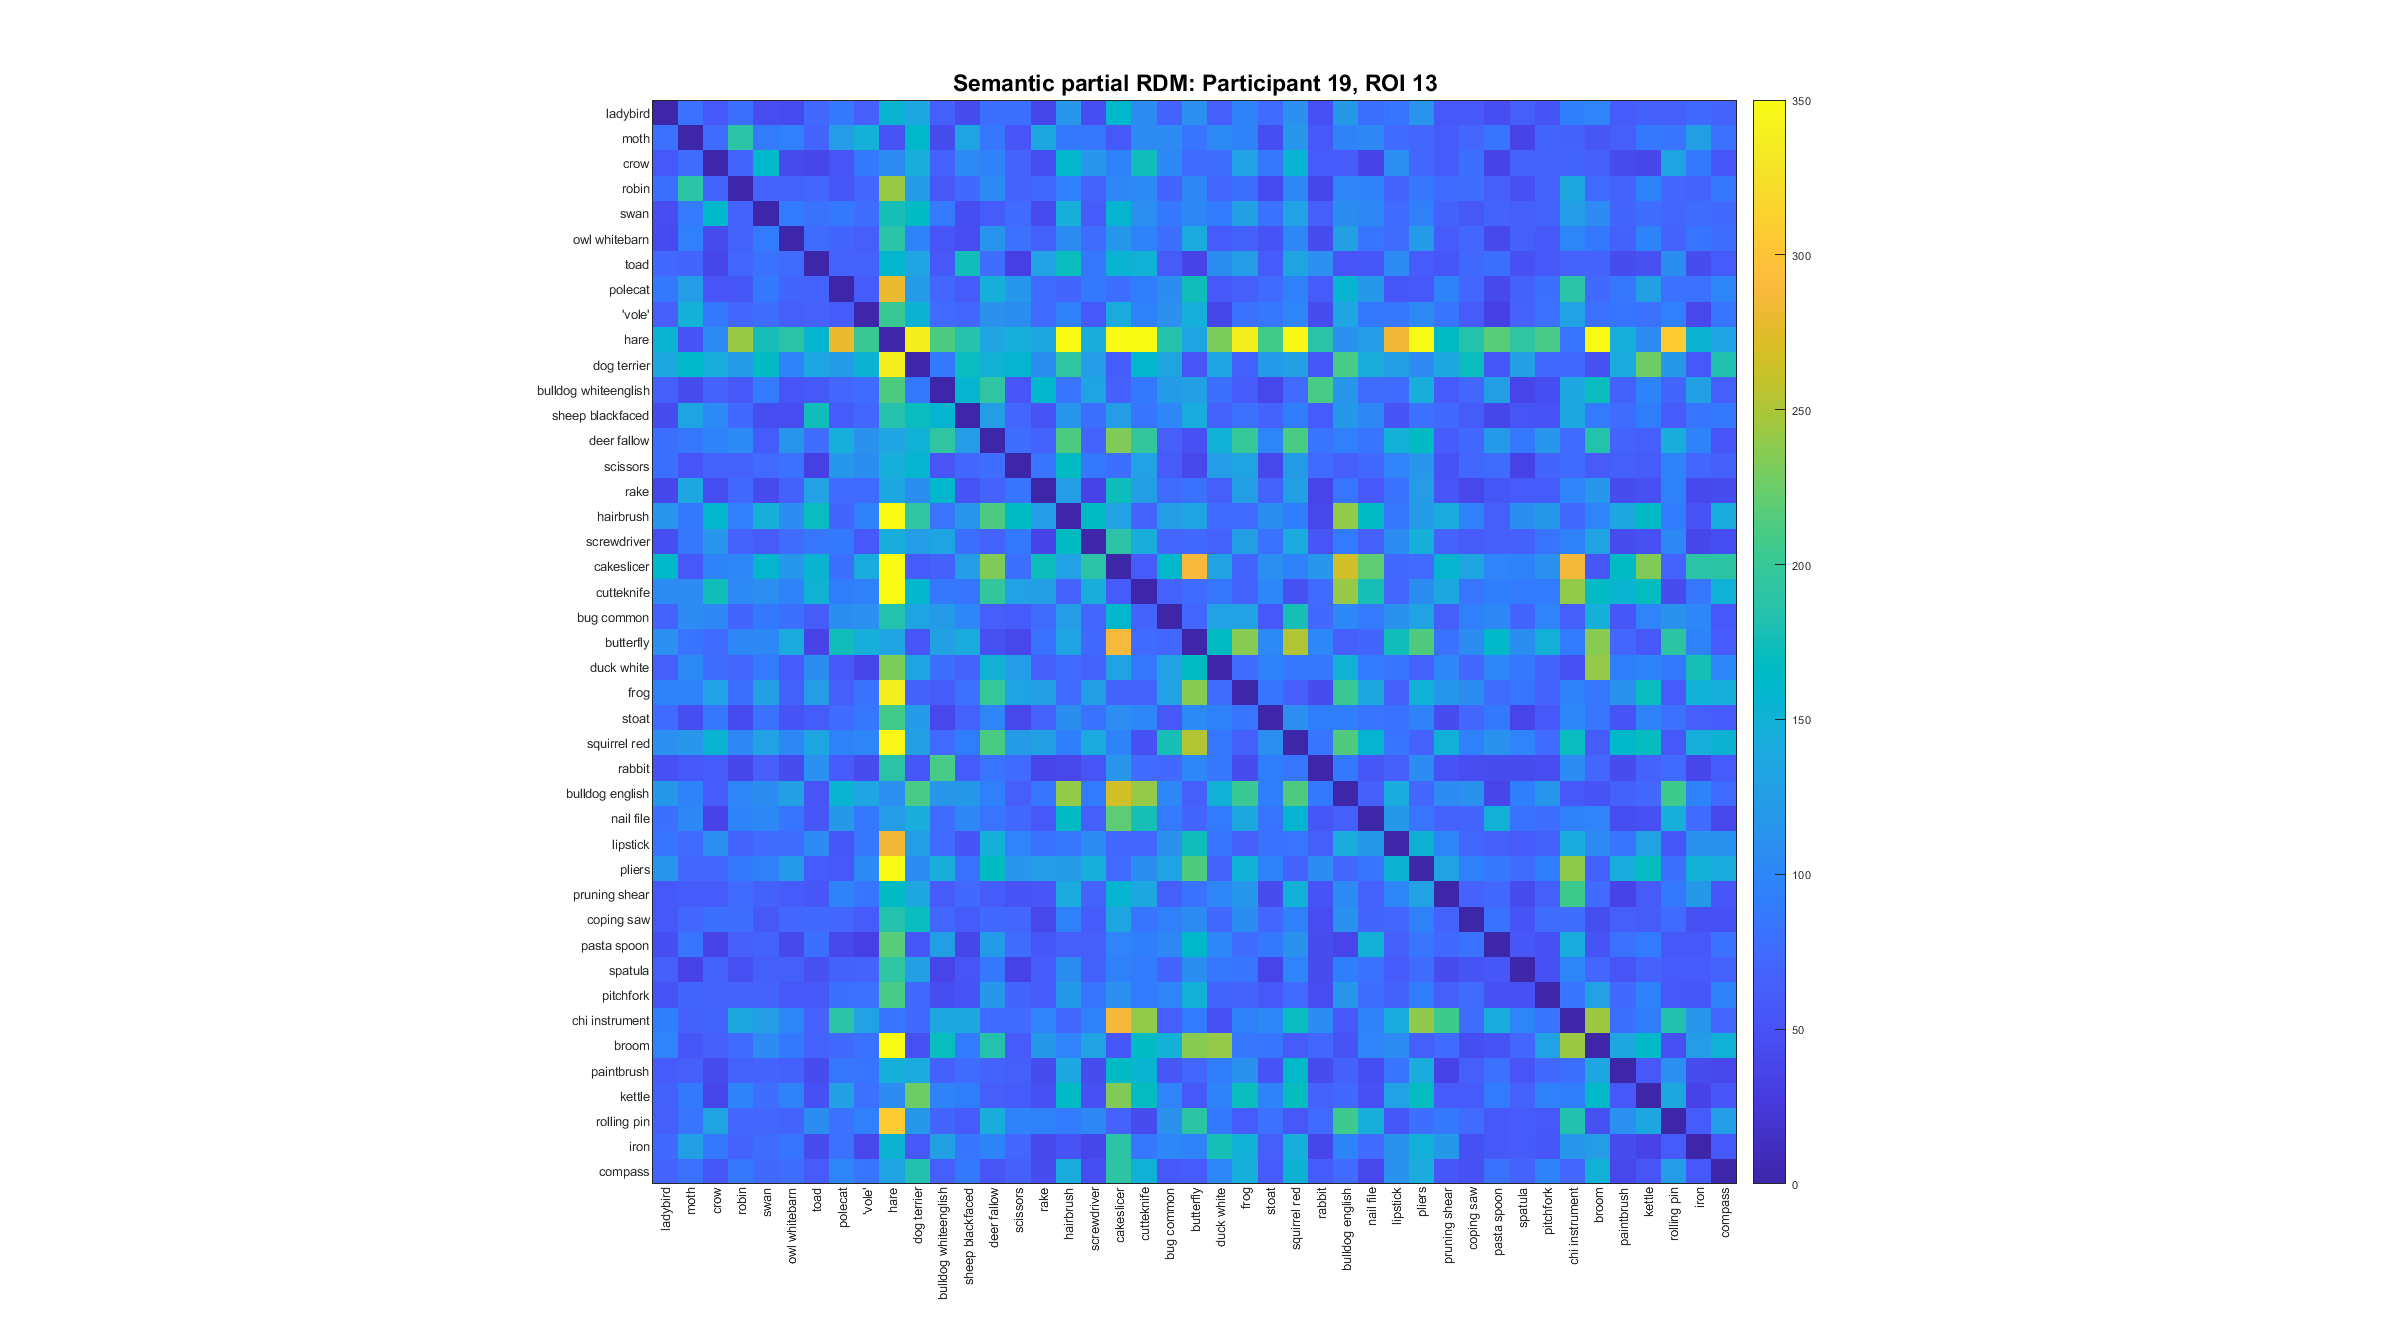 Semantic partial RDM: Participant 19, ROI 13
ladybird
moth
crow
robin
swan
owl whitebarn
toad
polecat
'vole'
hare
dog terrier
bulldog whiteenglish
sheep blackfaced
deer fallow
scissors
rake
hairbrush
screwdriver
cakeslicer
cutteknife
bug common
butterfly
duck white
frog
stoat
squirrel red
rabbit
bulldog english
nail file
lipstick
pliers
pruning shear
coping saw
pasta spoon
spatula
pitchfork
chi instrument
broom
paintbrush
kettle
rolling pin
iron
compass
ladybird
moth
crow
robin
swan
owl whitebarn
toad
polecat
'vole'
hare
dog terrier
bulldog whiteenglish
sheep blackfaced
deer fallow
scissors
rake
hairbrush
screwdriver
cakeslicer
cutteknife
bug common
butterfly
duck white
frog
stoat
squirrel red
rabbit
bulldog english
nail file
lipstick
pliers
pruning shear
coping saw
pasta spoon
spatula
pitchfork
chi instrument
broom
paintbrush
kettle
rolling pin
iron
compass
350
300
250
200
150
100
50
0